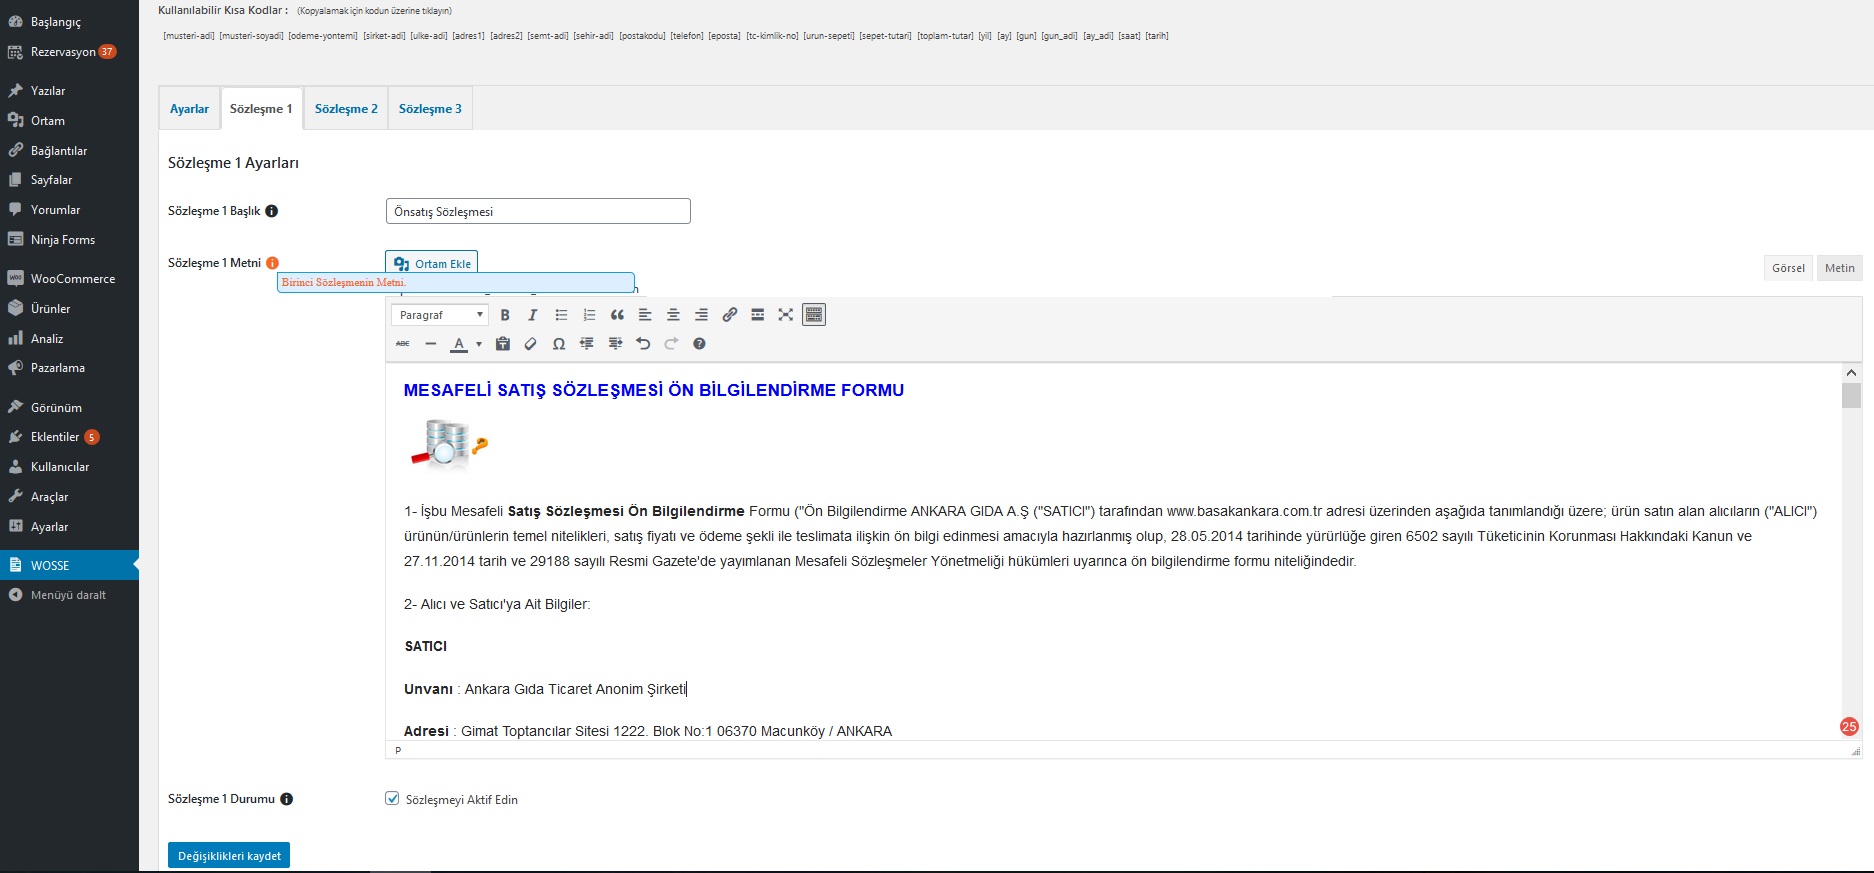 Başlangıç
Rezervasyon 37
Yazılar
Ortam
Bağlantılar
Sayfalar
Yorumlar
Ninja Forms
WooCommerce
Ürünler
Analiz
Pazarlama
Görünüm
Eklentiler 5
Kullanıcılar
Araçlar
Ayarlar
WOSSE
Menüyü daralt
Kullanılabilir Kısa Kodlar : (Kopyalamak için kodun üzerine tıklayın)
[musteri-adi] [musteri-soyadi] [odeme-yontemi] [sirket-adi] [ulke-adi] [adres1] [adres2] [semt-adi] [sehir-adi] [postakodu] [telefon] [eposta] [tc-kimlik-no] [urun-sepeti] [sepet-tutari] [toplam-tutar] [yil] [ay] [gun] [gun_adi] [ay_adi] [saat] [tarih]
Ayarlar Sözleşme 1 Sözleşme 2 Sözleşme 3
Sözleşme 1 Ayarları
Sözleşme 1 Başlık Önsatış Sözleşmesi
Sözleşme 1 Metni Ortam Ekle
Görsel Metin
Birinci Sözleşmenin Metni.
Paragraf B I
ABC A
MESAFELİ SATIŞ SÖZLEŞMESİ ÖN BİLGİLENDİRME FORMU
1- İşbu Mesafeli Satış Sözleşmesi Ön Bilgilendirme Formu ("Ön Bilgilendirme ANKARA GIDA A.Ş ("SATICI") tarafından www.basakankara.com.tr adresi üzerinden aşağıda tanımlandığı üzere; ürün satın alan alıcıların ("ALICI")
ürünün/ürünlerin temel nitelikleri, satış fiyatı ve ödeme şekli ile teslimata ilişkin ön bilgi edinmesi amacıyla hazırlanmış olup, 28.05.2014 tarihinde yürürlüğe giren 6502 sayılı Tüketicinin Korunması Hakkındaki Kanun ve
27.11.2014 tarih ve 29188 sayılı Resmi Gazete'de yayımlanan Mesafeli Sözleşmeler Yönetmeliği hükümleri uyarınca ön bilgilendirme formu niteliğindedir.
2- Alıcı ve Satıcı'ya Ait Bilgiler:
SATICI
Unvanı : Ankara Gıda Ticaret Anonim Şirketi
Adresi : Gimat Toptancılar Sitesi 1222. Blok No:1 06370 Macunköy / ANKARA
25
P
Sözleşme 1 Durumu Sözleşmeyi Aktif Edin
Değişiklikleri kaydet